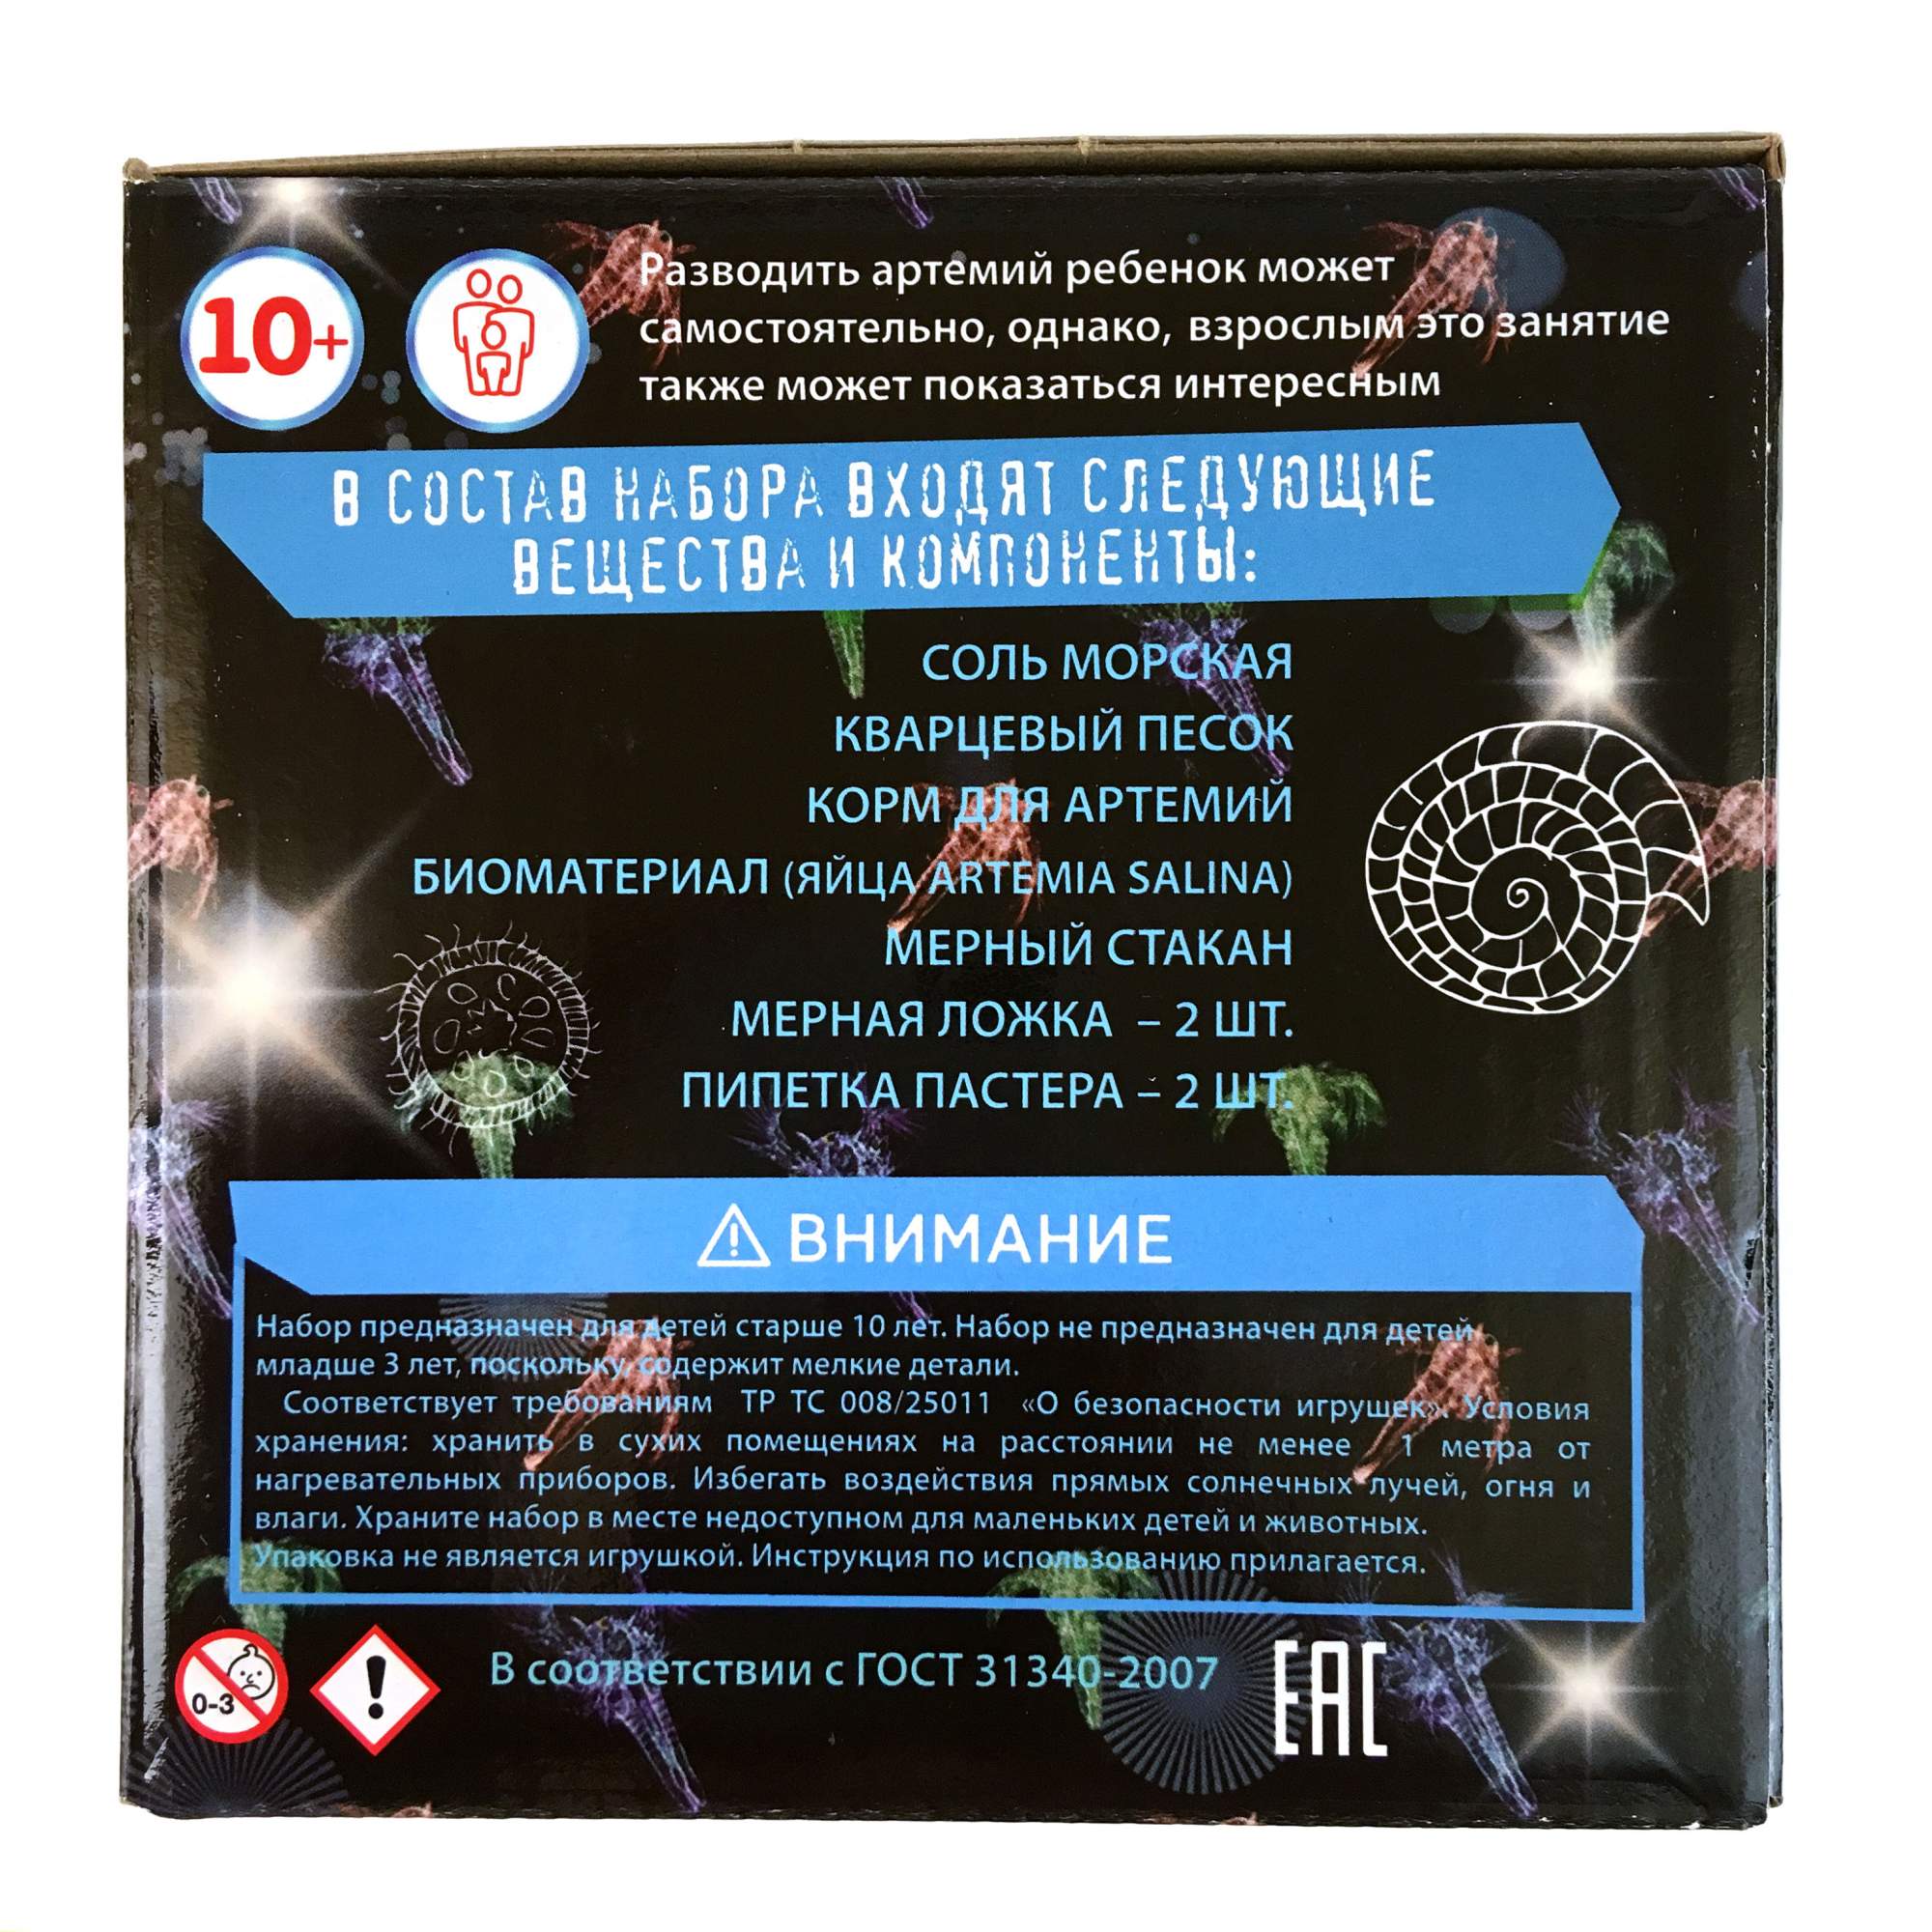 10+
Разводить артемий ребенок может
самостоятельно, однако, взрослым это занятие
также может показаться интересным
В СОСТАВ НАБОРА ВХОДЯТ СЛЕДУЮЩИЕ
ВЕЩЕСТВА И КОМПОНЕНТЫ:
СОЛЬ МОРСКАЯ
КВАРЦЕВЫЙ ПЕСОК
КОРМ ДЛЯ АРТЕМИЙ
БИОМАТЕРИАЛ (ЯЙЦА ARTEMIA SALINA)
МЕРНЫЙ СТАКАН
МЕРНАЯ ЛОЖКА – 2 ШТ.
ПИПЕТКА ПАСТЕРА – 2 ШТ.
ВНИМАНИЕ
Набор предназначен для детей старше 10 лет. Набор не предназначен для детей
младше 3 лет, поскольку, содержит мелкие детали.
Соответствует требованиям ТР ТС 008/25011 «О безопасности игрушек». Условия
хранения: хранить в сухих помещениях на расстоянии не менее 1 метра от
нагревательных приборов. Избегать воздействия прямых солнечных лучей, огня и
влаги. Храните набор в месте недоступном для маленьких детей и животных.
Упаковка не является игрушкой. Инструкция по использованию прилагается.
0-3
В соответствии с ГОСТ 31340-2007
EAC